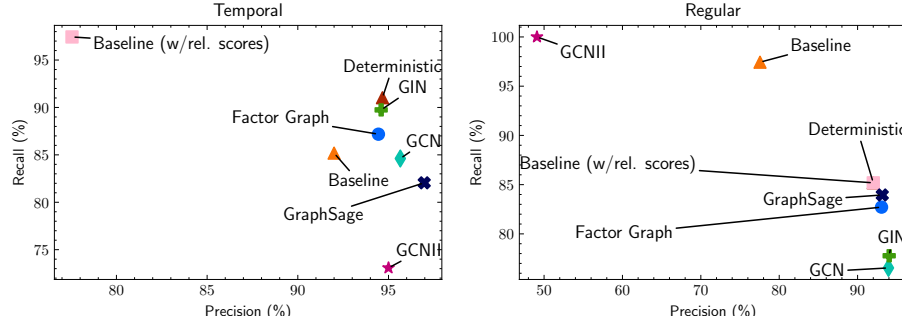 Temporal
Regular
Recall (%)
95
90
85
80
75
80
85
90
95
Precision (%)
Baseline (w/rel. scores)
Deterministic
GIN
Factor Graph
GCN
Baseline
GraphSage
GCNII
Recall (%)
100
95
90
85
80
50
60
70
80
90
Precision (%)
GCNII
Baseline
Deterministic
Baseline (w/rel. scores)
GraphSage
Factor Graph
GIN
GCN